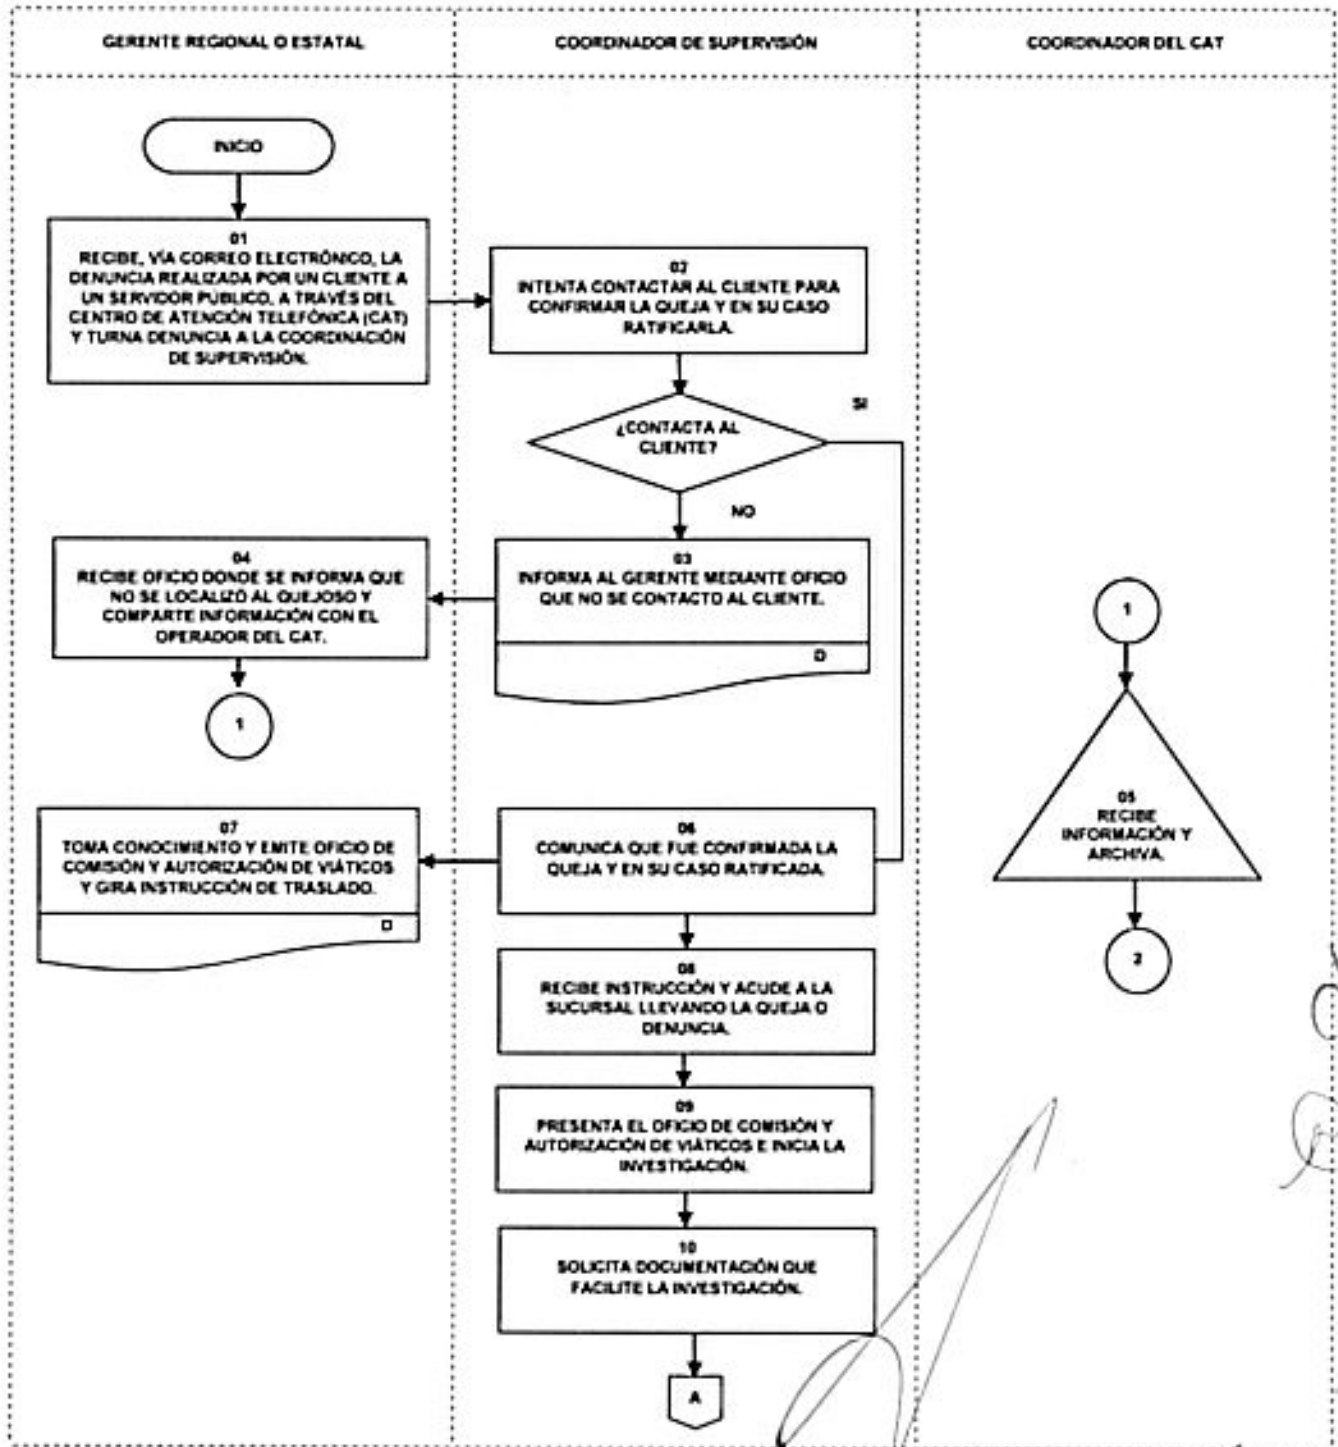 GERENTE REGIONAL O ESTATAL
COORDINADOR DE SUPERVISIÓN
COORDINADOR DEL CAT
INICIO
01
RECIBE, VÍA CORREO ELECTRÓNICO, LA
DENUNCIA REALIZADA POR UN CLIENTE A
UN SERVIDOR PÚBLICO, A TRAVÉS DEL
CENTRO DE ATENCIÓN TELEFÓNICA (CAT)
Y TURNA DENUNCIA A LA COORDINACIÓN
DE SUPERVISIÓN.
02
INTENTA CONTACTAR AL CLIENTE PARA
CONFIRMAR LA QUEJA Y EN SU CASO
RATIFICARLA.
¿CONTACTA AL
CLIENTE?
SI
NO
03
INFORMA AL GERENTE MEDIANTE OFICIO
QUE NO SE CONTACTO AL CLIENTE.
D
04
RECIBE OFICIO DONDE SE INFORMA QUE
NO SE LOCALIZÓ AL QUEJOSO Y
COMPARTE INFORMACIÓN CON EL
OPERADOR DEL CAT.
1
1
05
RECIBE
INFORMACIÓN Y
ARCHIVA.
2
06
COMUNICA QUE FUE CONFIRMADA LA
QUEJA Y EN SU CASO RATIFICADA.
07
TOMA CONOCIMIENTO Y EMITE OFICIO DE
COMISIÓN Y AUTORIZACIÓN DE VIÁTICOS
Y GIRA INSTRUCCIÓN DE TRASLADO.
D
08
RECIBE INSTRUCCIÓN Y ACUDE A LA
SUCURSAL LLEVANDO LA QUEJA O
DENUNCIA.
09
PRESENTA EL OFICIO DE COMISIÓN Y
AUTORIZACIÓN DE VIÁTICOS E INICIA LA
INVESTIGACIÓN.
10
SOLICITA DOCUMENTACIÓN QUE
FACILITE LA INVESTIGACIÓN.
A